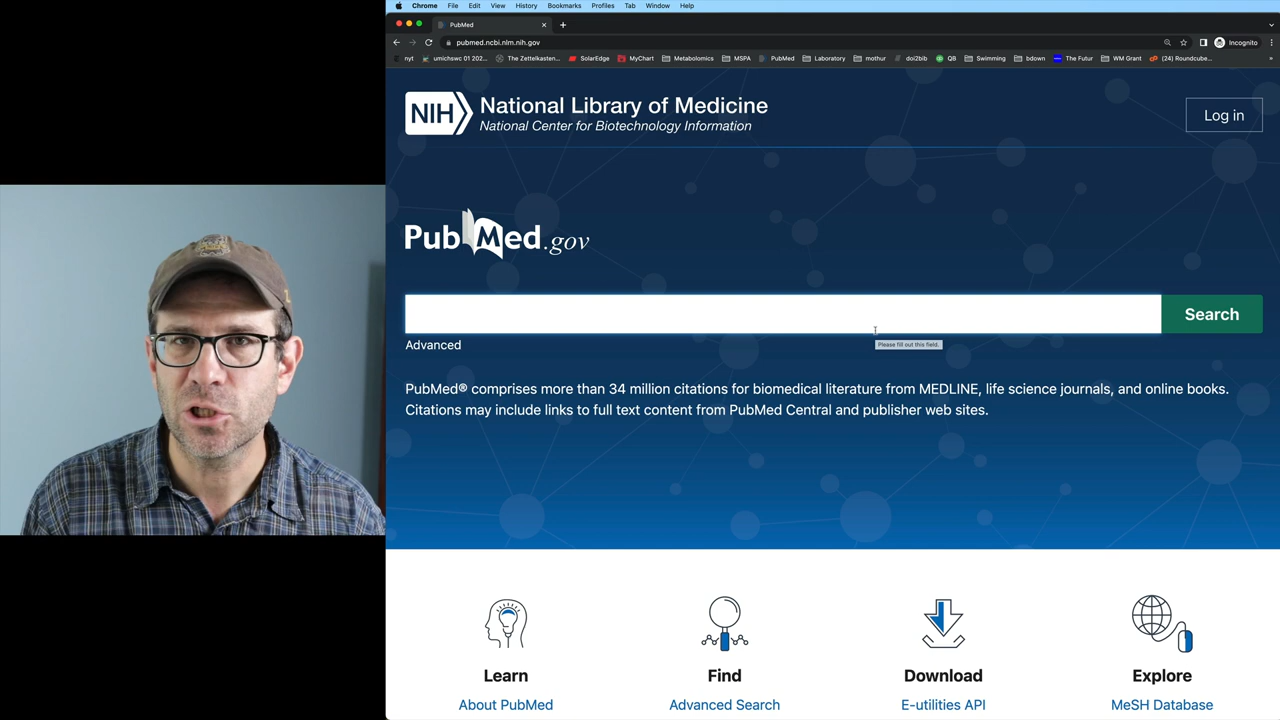 Chrome File Edit View History Bookmarks Profiles Tab Window Help
PubMed
pubmed.ncbi.nlm.nih.gov
Incognito
nyt umichswc 01 202... The Zettelkasten... SolarEdge MyChart Metabolomics MSPA PubMed Laboratory mothur doi2bib QB Swimming bdown The Futur WM Grant (24) Roundcube... »
NIH National Library of Medicine
National Center for Biotechnology Information
Log in
PubMed.gov
Search
Advanced
Please fill out this field.
PubMed® comprises more than 34 million citations for biomedical literature from MEDLINE, life science journals, and online books.
Citations may include links to full text content from PubMed Central and publisher web sites.
Learn Find Download Explore
About PubMed Advanced Search E-utilities API MeSH Database